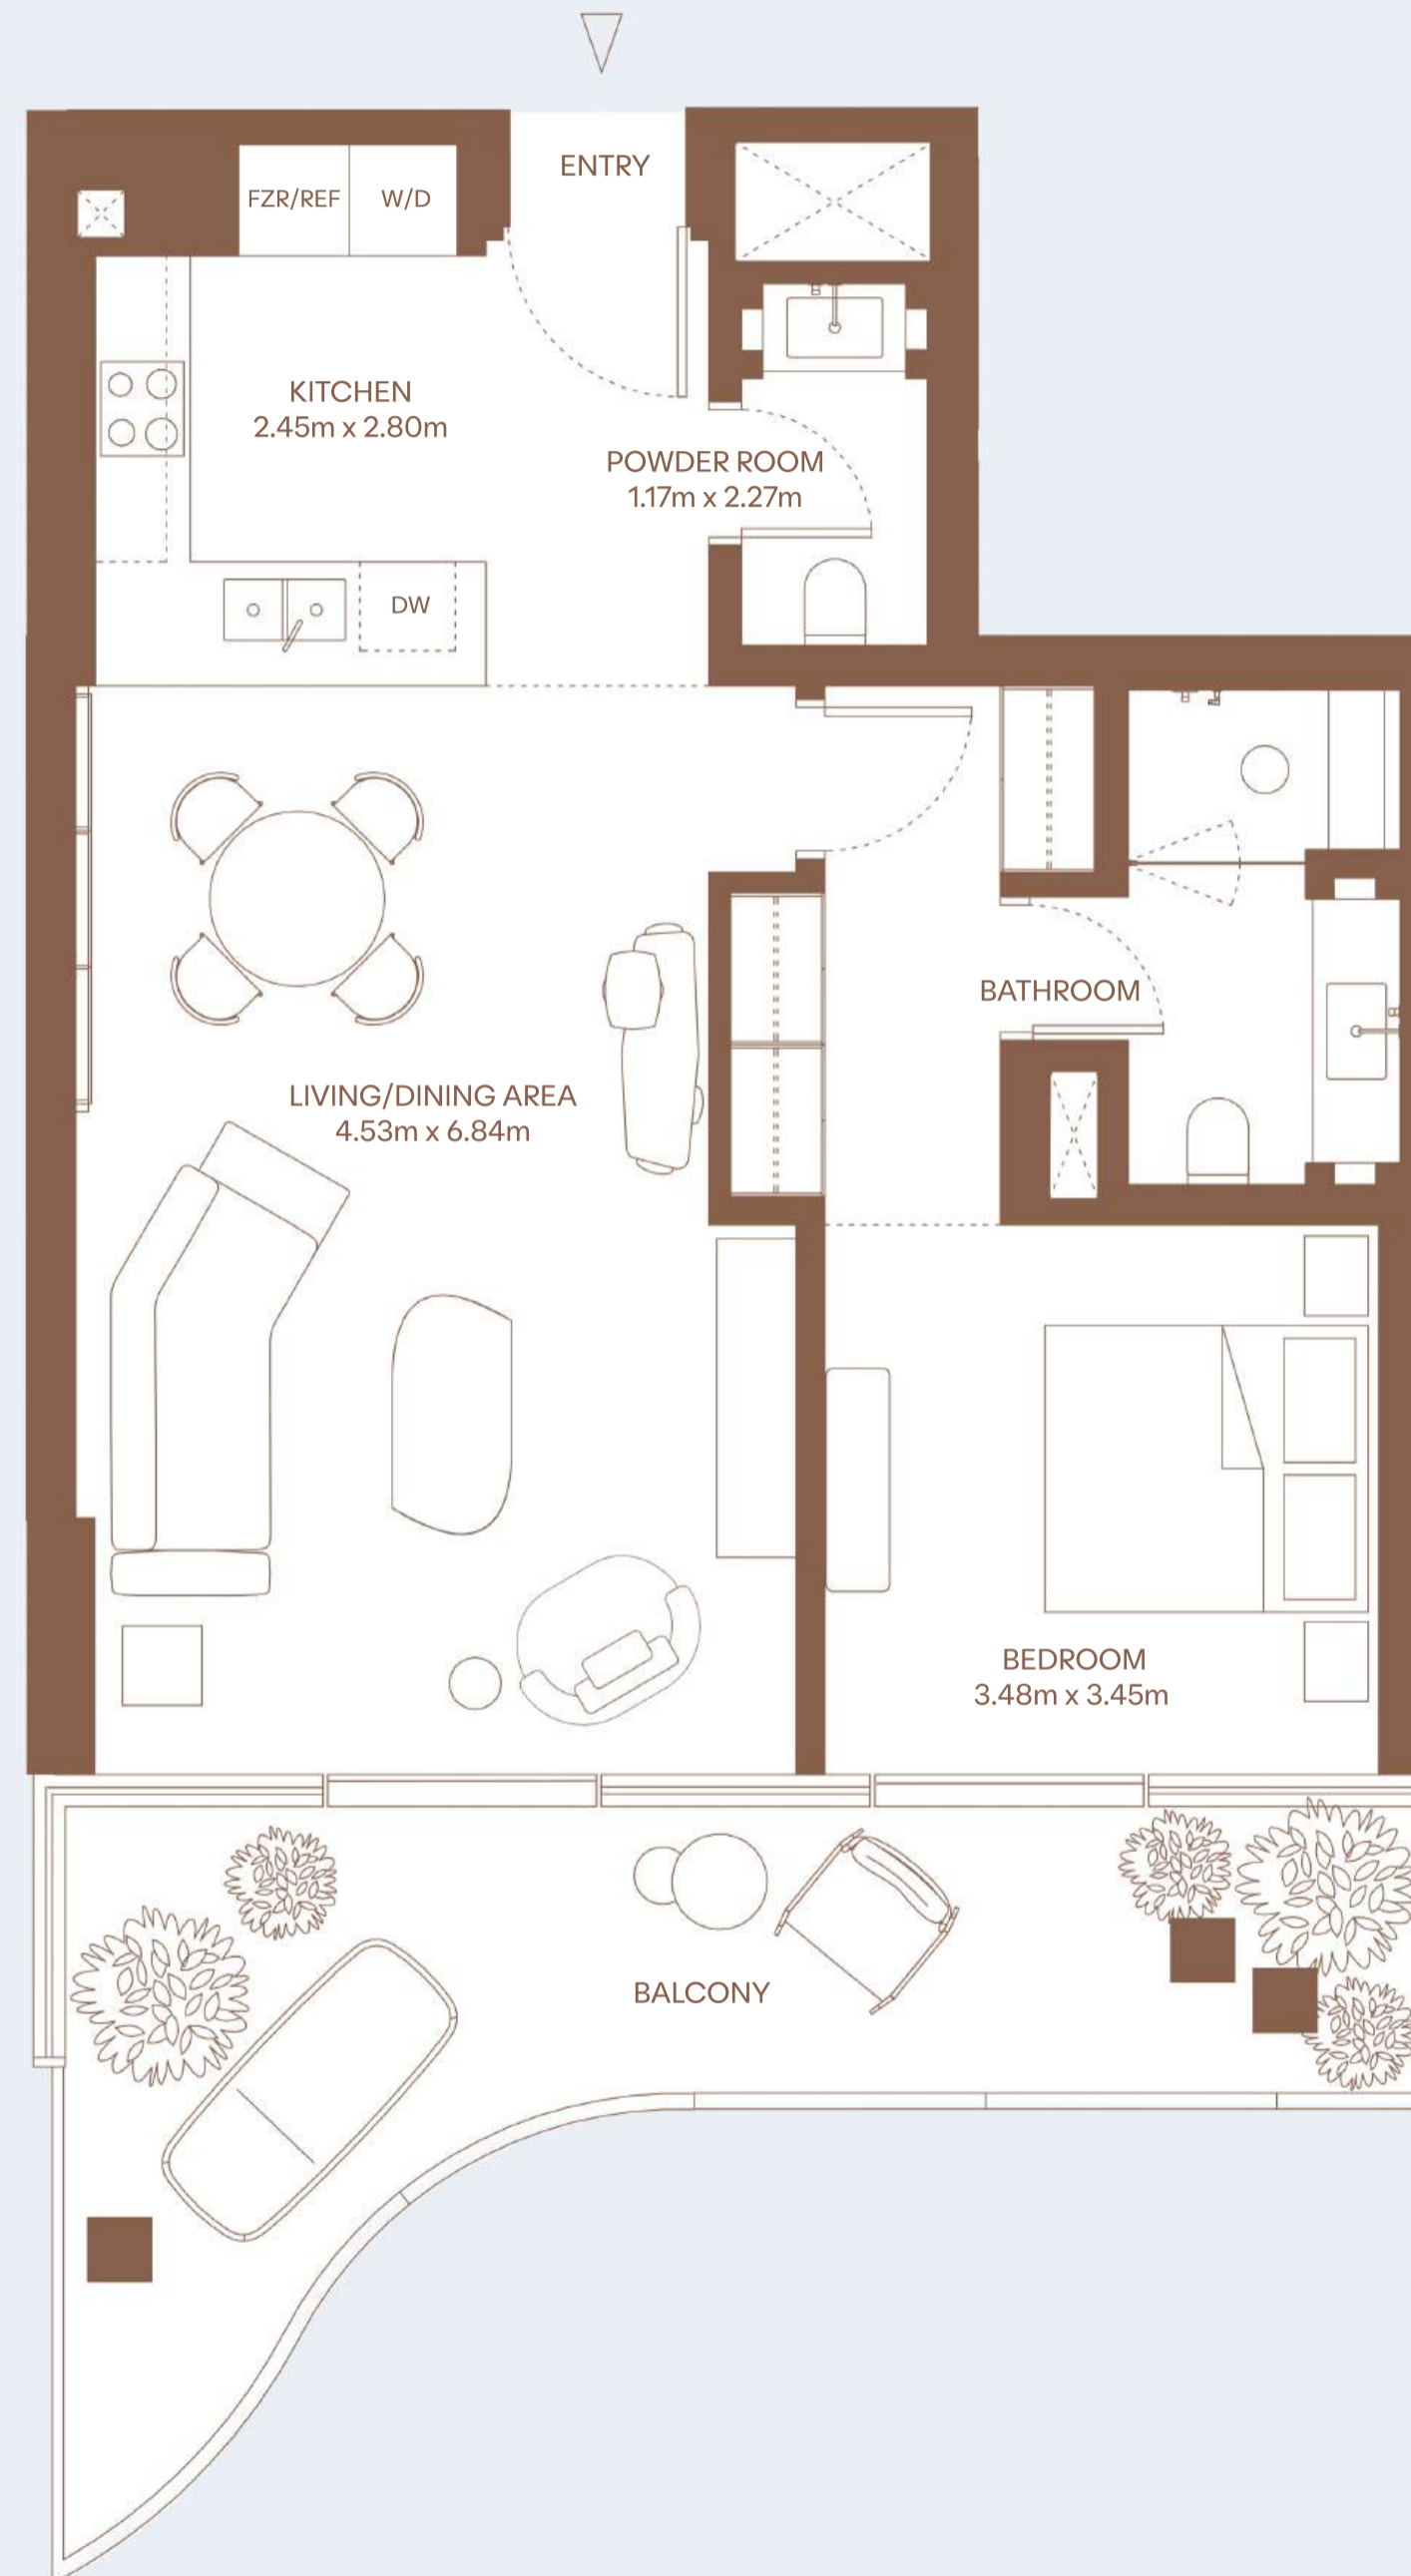 ENTRY
FZR/REF
W/D
KITCHEN
2.45m x 2.80m
POWDER ROOM
1.17m x 2.27m
DW
BATHROOM
LIVING/DINING AREA
4.53m x 6.84m
BEDROOM
3.48m x 3.45m
BALCONY